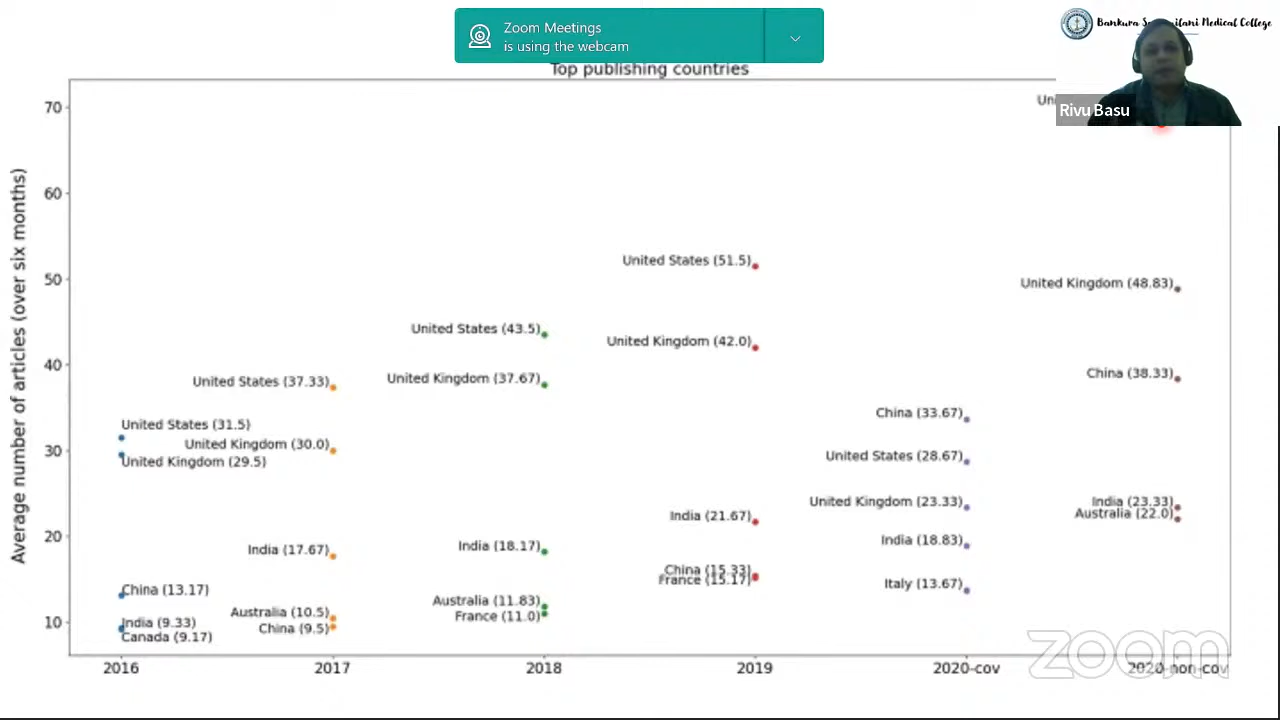 Zoom Meetings
is using the webcam
Bankura Sammilani Medical College
Rivu Basu
Top publishing countries
Average number of articles (over six months)
70
60
50
40
30
20
10
United States (31.5)
United Kingdom (29.5)
China (13.17)
India (9.33)
Canada (9.17)
United States (37.33)
United Kingdom (30.0)
India (17.67)
Australia (10.5)
China (9.5)
United States (43.5)
United Kingdom (37.67)
India (18.17)
Australia (11.83)
France (11.0)
United States (51.5)
United Kingdom (42.0)
India (21.67)
China (15.33)
France (15.17)
China (33.67)
United States (28.67)
United Kingdom (23.33)
India (18.83)
Italy (13.67)
United Kingdom (48.83)
China (38.33)
India (23.33)
Australia (22.0)
2016
2017
2018
2019
2020-cov
2020-non-cov
zoom